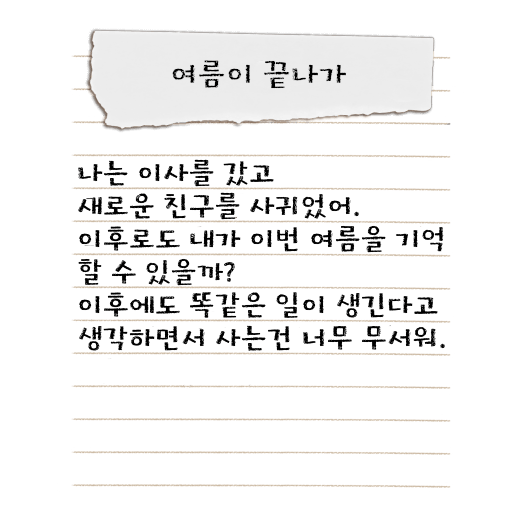 여름이 끝나가
나는 이사를 갔고
새로운 친구를 사귀었어.
이후로도 내가 이번 여름을 기억
할 수 있을까?
이후에도 똑같은 일이 생긴다고
생각하면서 사는건 너무 무서워.